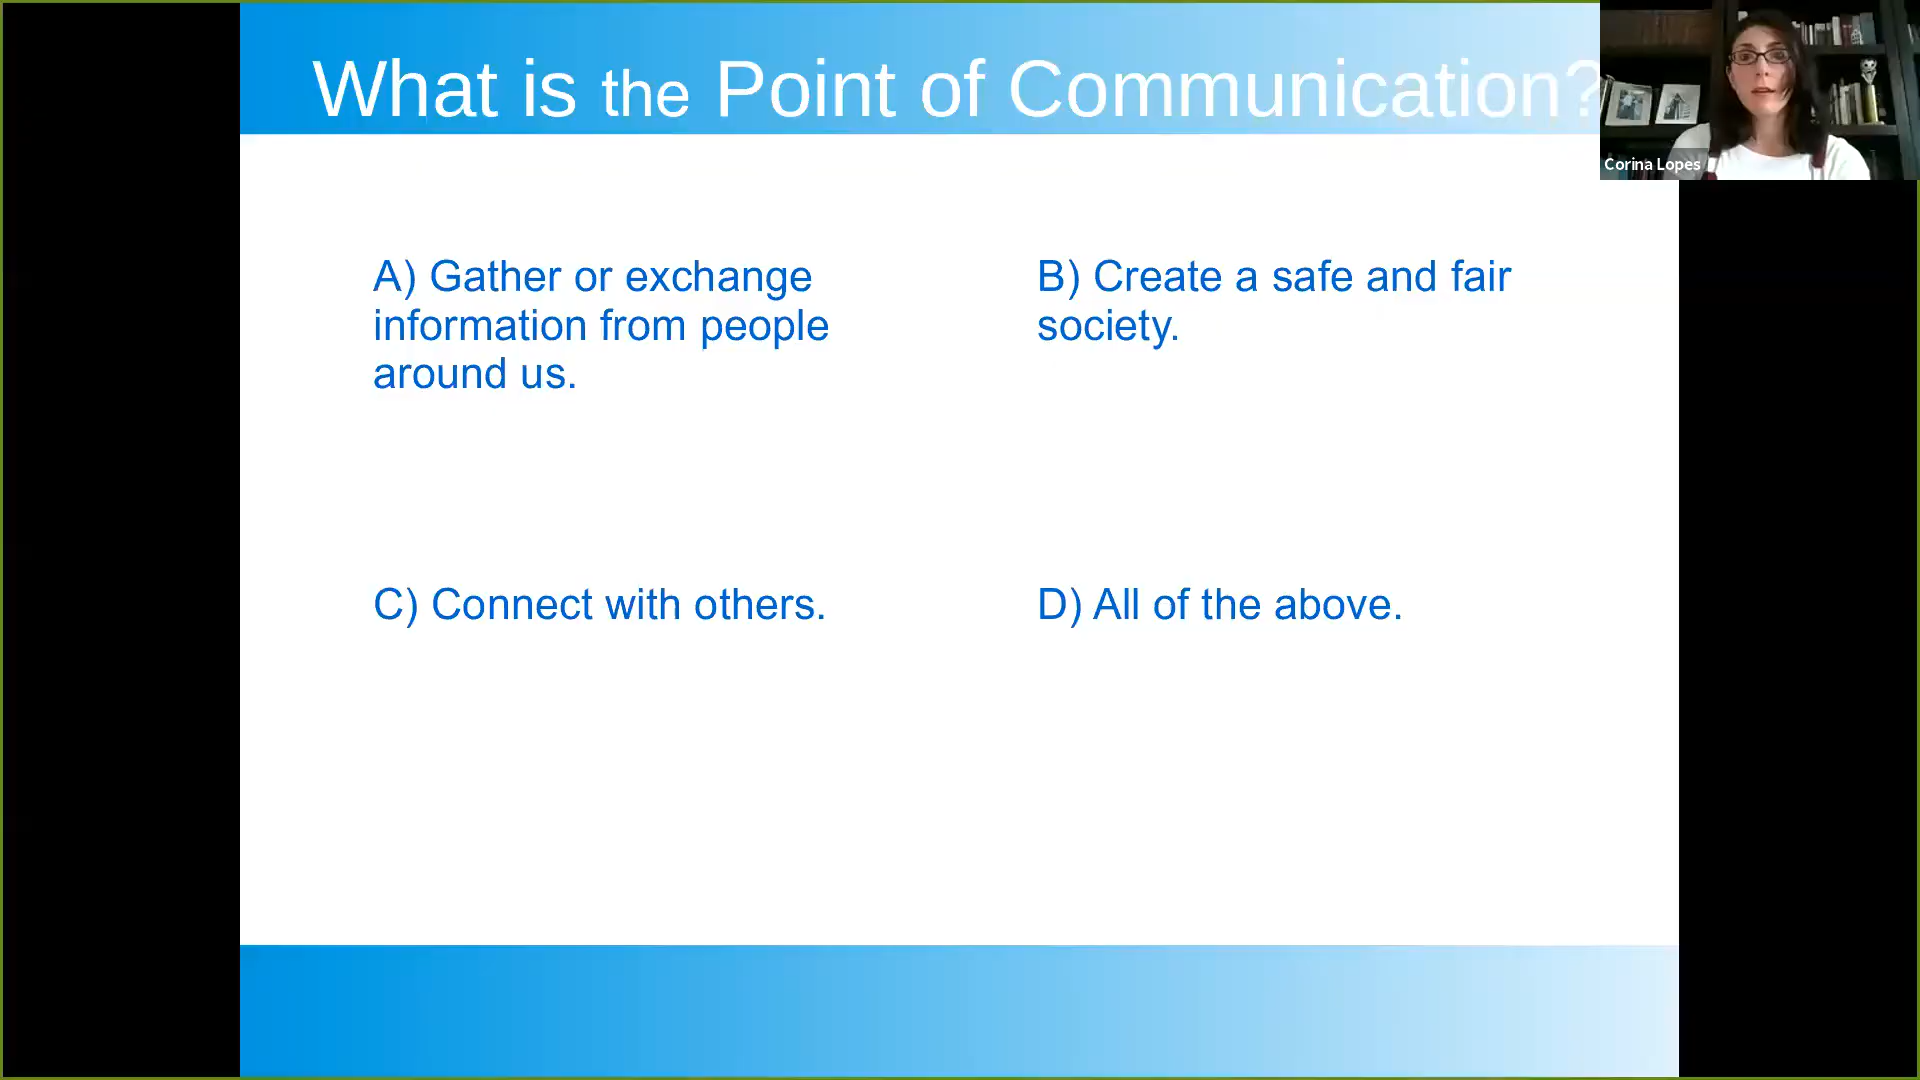 What is the Point of Communication?
Corina Lopes
A) Gather or exchange
information from people
around us.
B) Create a safe and fair
society.
C) Connect with others.
D) All of the above.